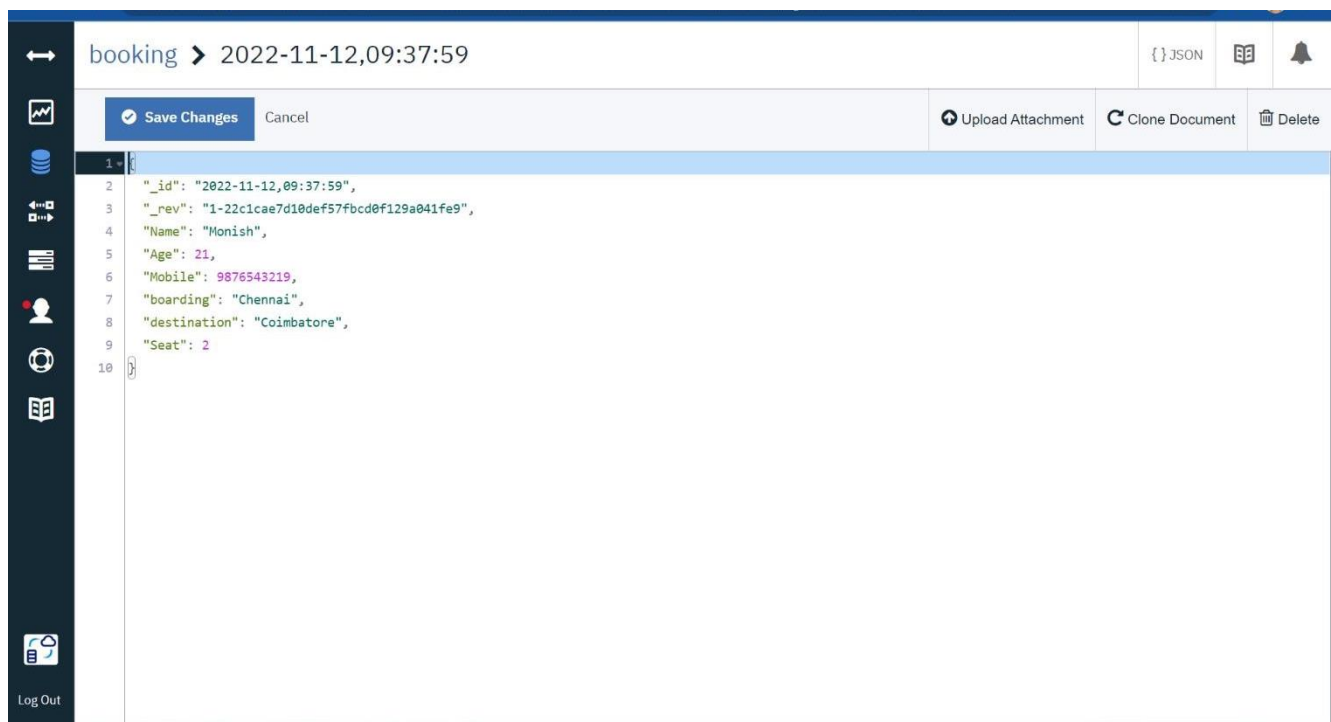 booking > 2022-11-12,09:37:59
{ } JSON
Save Changes Cancel
Upload Attachment Clone Document Delete
1 {
2 "_id": "2022-11-12,09:37:59",
3 "_rev": "1-22c1cae7d10def57fbcd0f129a041fe9",
4 "Name": "Monish",
5 "Age": 21,
6 "Mobile": 9876543219,
7 "boarding": "Chennai",
8 "destination": "Coimbatore",
9 "Seat": 2
10 }
Log Out